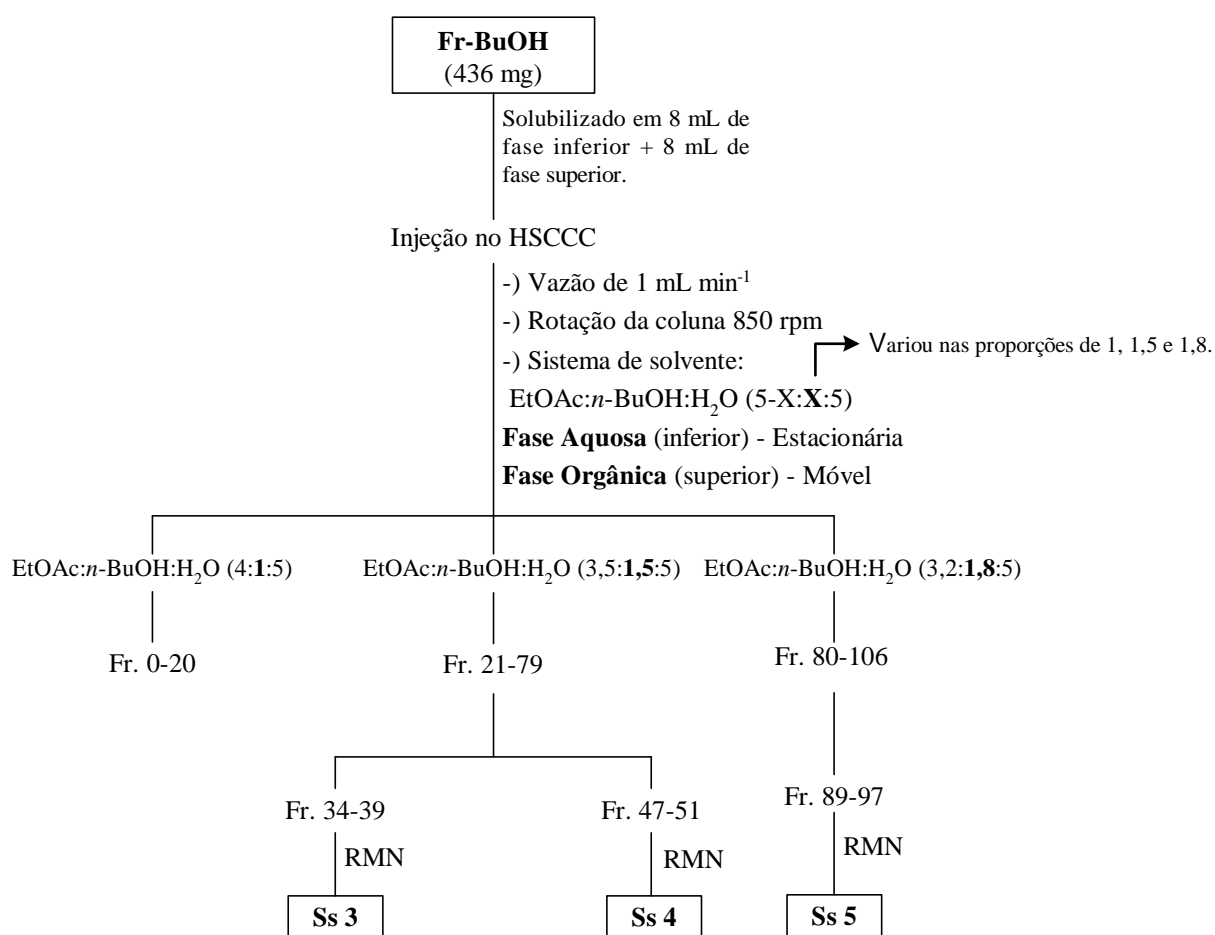 Fr-BuOH
(436 mg)
Solubilizado em 8 mL de
fase inferior + 8 mL de
fase superior.
Injeção no HSCCC
-) Vazão de 1 mL min⁻¹
-) Rotação da coluna 850 rpm
-) Sistema de solvente:
Variou nas proporções de 1, 1,5 e 1,8.
EtOAc:n-BuOH:H₂O (5-X:X:5)
Fase Aquosa (inferior) - Estacionária
Fase Orgânica (superior) - Móvel
EtOAc:n-BuOH:H₂O (4:1:5)
EtOAc:n-BuOH:H₂O (3,5:1,5:5)
EtOAc:n-BuOH:H₂O (3,2:1,8:5)
Fr. 0-20
Fr. 21-79
Fr. 80-106
Fr. 34-39
Fr. 47-51
Fr. 89-97
RMN
RMN
RMN
Ss 3
Ss 4
Ss 5